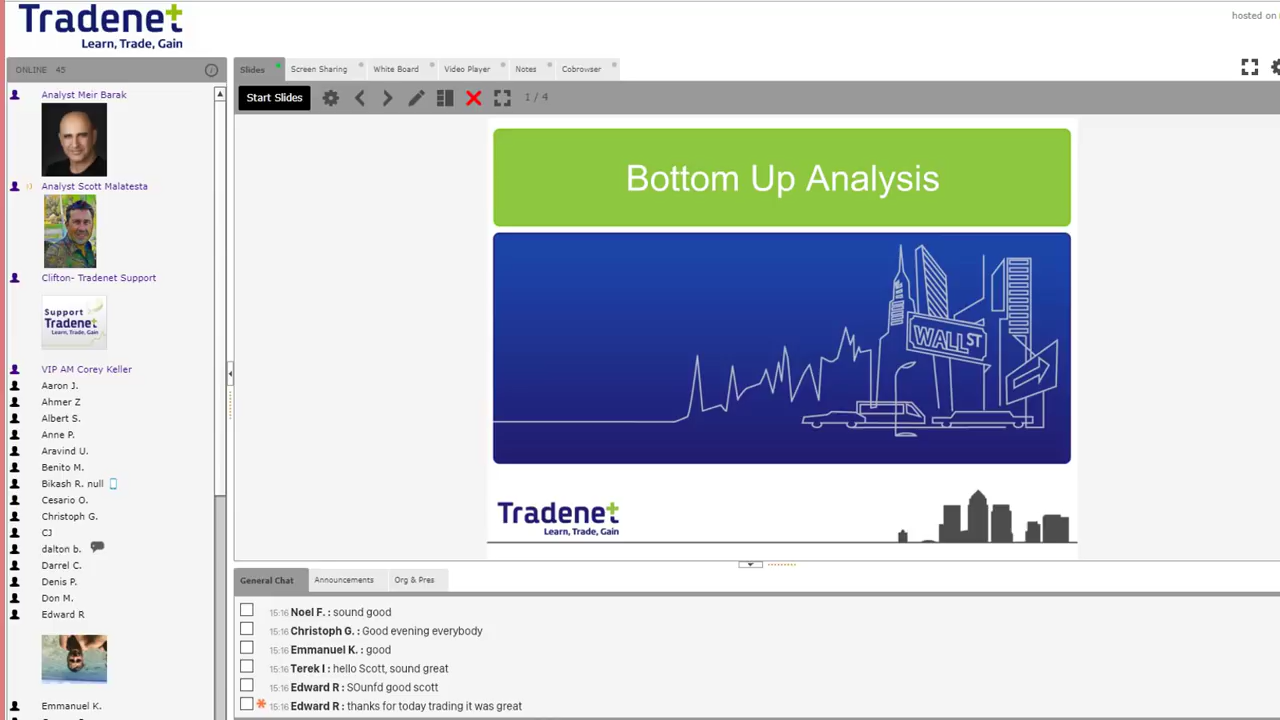 Tradenet
Learn, Trade, Gain
hosted on
ONLINE 45
Analyst Meir Barak
Analyst Scott Malatesta
Clifton- Tradenet Support
Support
Tradenet
Learn, Trade, Gain
VIP AM Corey Keller
Aaron J.
Ahmer Z
Albert S.
Anne P.
Aravind U.
Benito M.
Bikash R. null
Cesario O.
Christoph G.
CJ
dalton b.
Darrel C.
Denis P.
Don M.
Edward R
Emmanuel K.
Slides Screen Sharing White Board Video Player Notes Cobrowser
Start Slides 1 / 4
Bottom Up Analysis
WALL ST
Tradenet
Learn, Trade, Gain
General Chat Announcements Org & Pres
15:16 Noel F. : sound good
15:16 Christoph G. : Good evening everybody
15:16 Emmanuel K. : good
15:16 Terek I : hello Scott, sound great
15:16 Edward R : SOunfd good scott
15:16 Edward R : thanks for today trading it was great